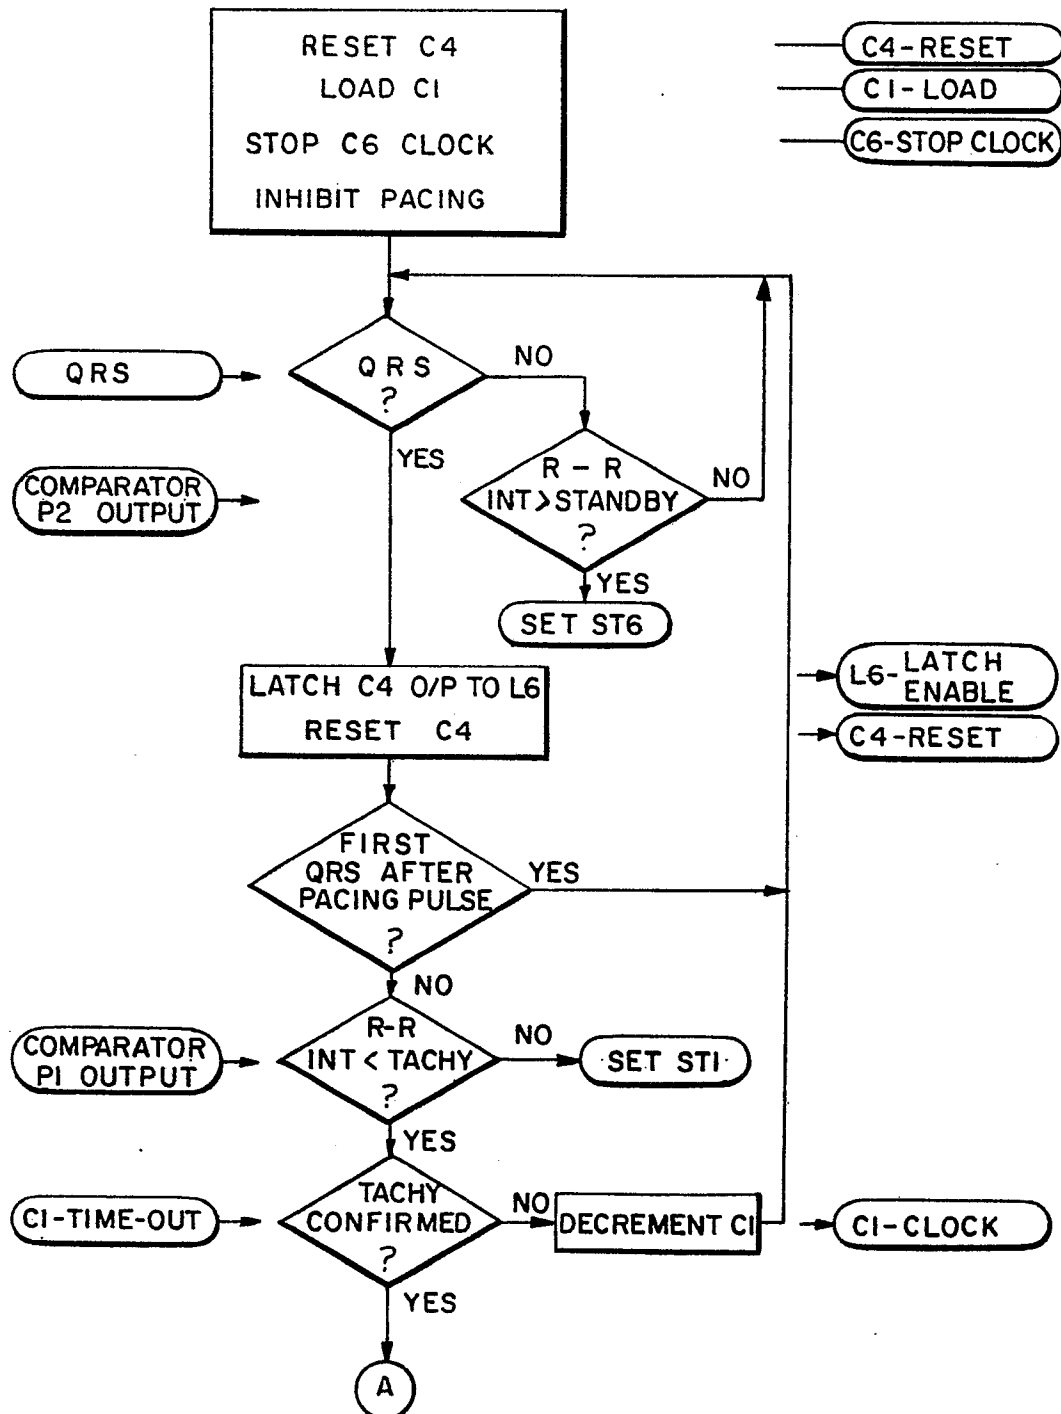 RESET C4
LOAD C1
STOP C6 CLOCK
INHIBIT PACING
C4-RESET
C1-LOAD
C6-STOP CLOCK
QRS
QRS
?
NO
YES
COMPARATOR
P2 OUTPUT
R-R
INT>STANDBY
?
NO
YES
SET ST6
LATCH C4 O/P TO L6
RESET C4
L6-LATCH
ENABLE
C4-RESET
FIRST
QRS AFTER
PACING PULSE
?
YES
NO
COMPARATOR
P1 OUTPUT
R-R
INT < TACHY
?
NO
SET ST1
YES
C1-TIME-OUT
TACHY
CONFIRMED
?
NO
DECREMENT C1
C1-CLOCK
YES
A